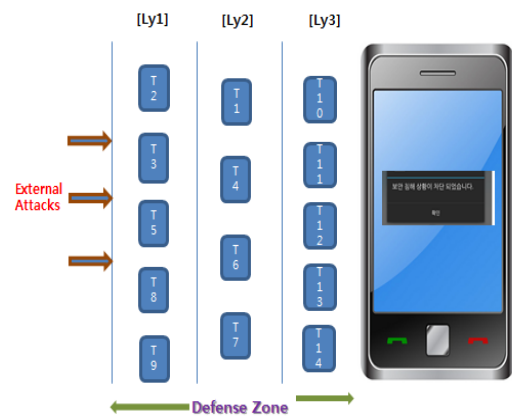 [Ly1] [Ly2] [Ly3]
T2
T3
T5
T8
T9
T1
T4
T6
T7
T10
T11
T12
T13
T14
External
Attacks
보안 침해 상황이 차단 되었습니다.
확인
Defense Zone